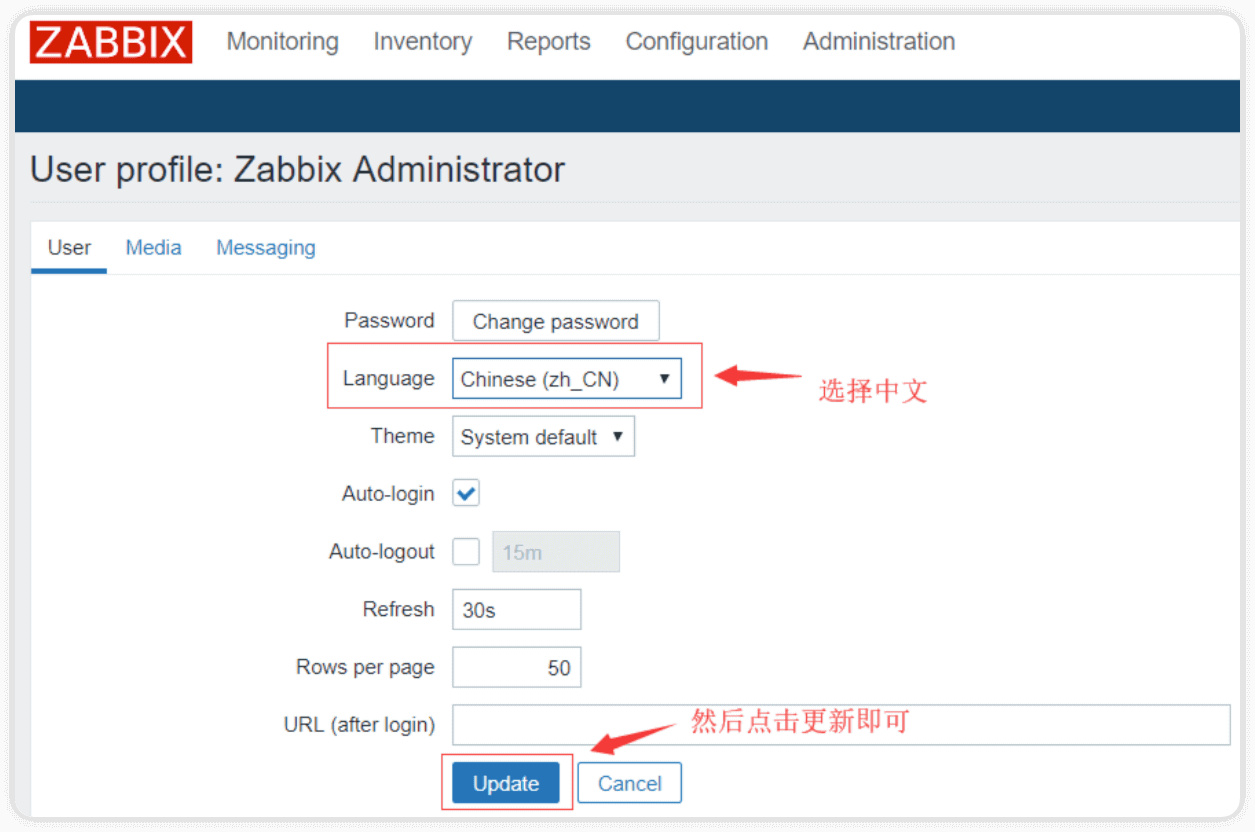 ZABBIX Monitoring Inventory Reports Configuration Administration
User profile: Zabbix Administrator
User Media Messaging
Password Change password
Language Chinese (zh_CN)
选择中文
Theme System default
Auto-login
Auto-logout 15m
Refresh 30s
Rows per page 50
URL (after login)
然后点击更新即可
Update Cancel